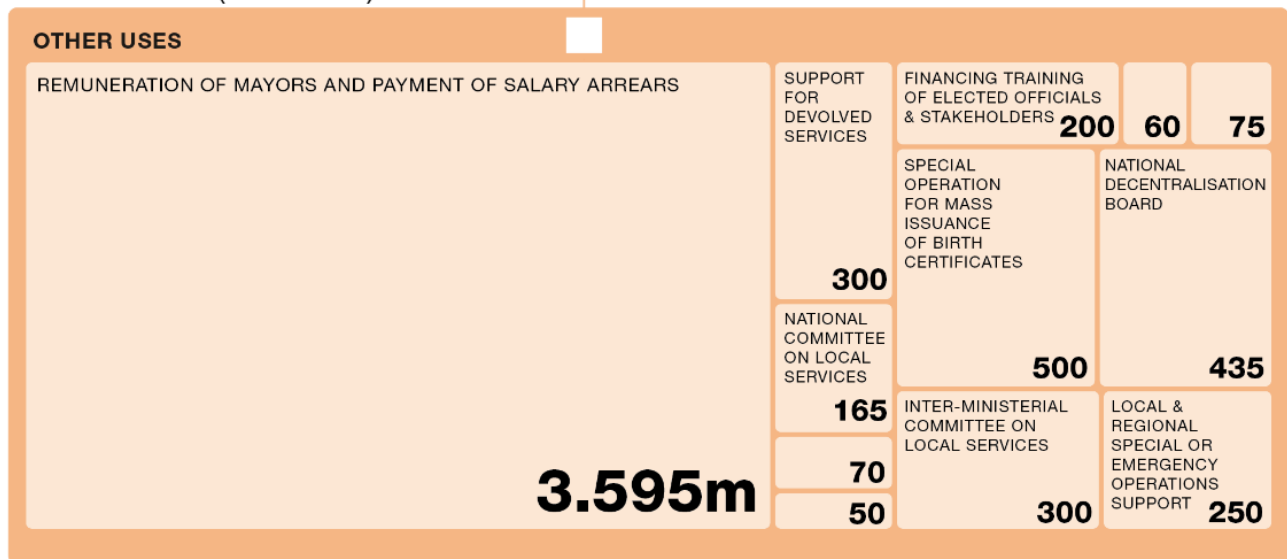 OTHER USES
REMUNERATION OF MAYORS AND PAYMENT OF SALARY ARREARS
3.595m
SUPPORT
FOR
DEVOLVED
SERVICES
300
NATIONAL
COMMITTEE
ON LOCAL
SERVICES
165
70
50
FINANCING TRAINING
OF ELECTED OFFICIALS
& STAKEHOLDERS 200
60
75
SPECIAL
OPERATION
FOR MASS
ISSUANCE
OF BIRTH
CERTIFICATES
500
NATIONAL
DECENTRALISATION
BOARD
435
INTER-MINISTERIAL
COMMITTEE ON
LOCAL SERVICES
300
LOCAL &
REGIONAL
SPECIAL OR
EMERGENCY
OPERATIONS
SUPPORT 250